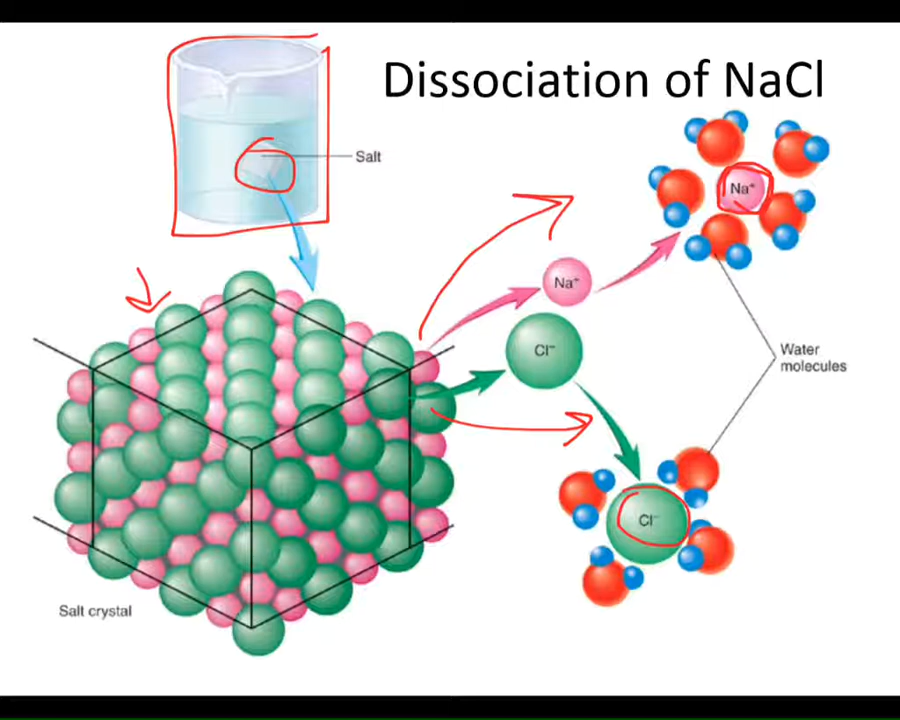 Dissociation of NaCl
Salt
Na⁺
Na⁺
Cl⁻
Water
molecules
Cl⁻
Salt crystal